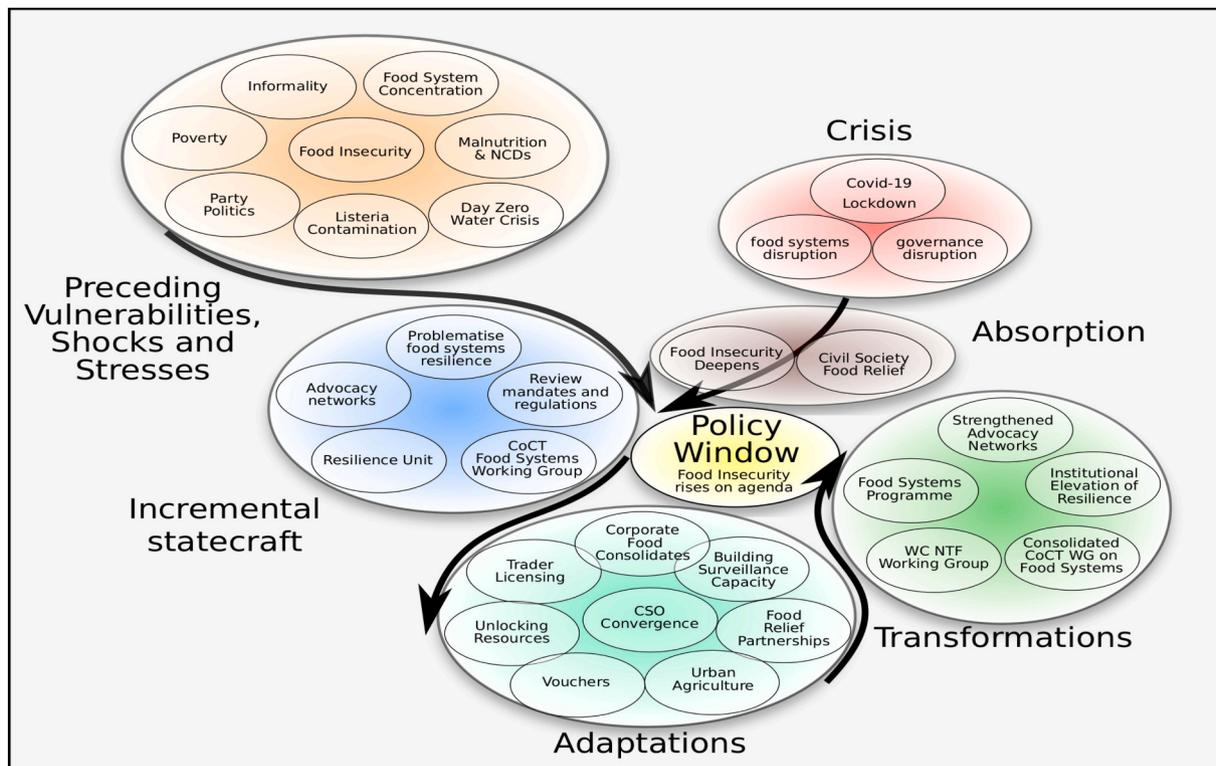 Informality
Food System
Concentration
Poverty
Food Insecurity
Malnutrition
& NCDs
Party
Politics
Listeria
Contamination
Day Zero
Water Crisis
Preceding
Vulnerabilities,
Shocks and
Stresses
Crisis
Covid-19
Lockdown
food systems
disruption
governance
disruption
Absorption
Food Insecurity
Deepens
Civil Society
Food Relief
Problematise
food systems
resilience
Advocacy
networks
Review
mandates and
regulations
Resilience Unit
CoCT
Food Systems
Working Group
Incremental
statecraft
Policy
Window
Food Insecurity
rises on agenda
Strengthened
Advocacy
Networks
Food Systems
Programme
Institutional
Elevation of
Resilience
WC NTF
Working Group
Consolidated
CoCT WG on
Food Systems
Transformations
Corporate
Food
Consolidates
Trader
Licensing
Building
Surveillance
Capacity
Unlocking
Resources
CSO
Convergence
Food
Relief
Partnerships
Vouchers
Urban
Agriculture
Adaptations